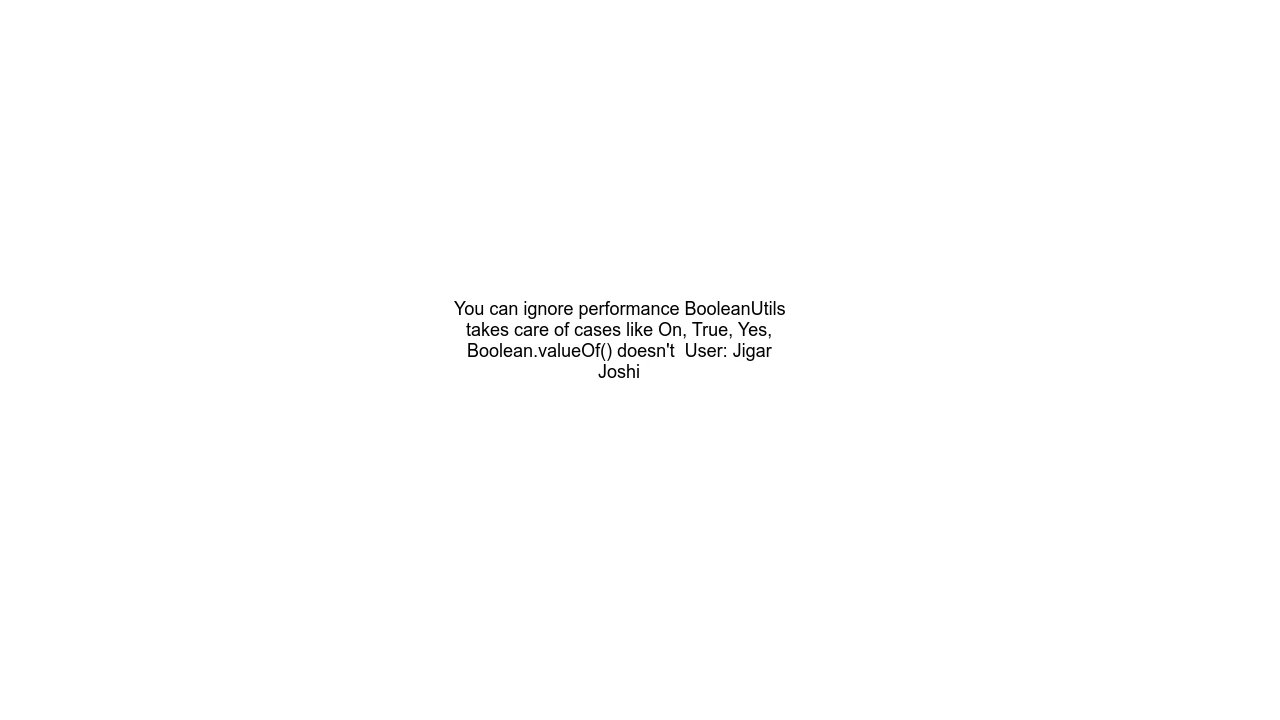 You can ignore performance BooleanUtils
takes care of cases like On, True, Yes,
Boolean.valueOf() doesn't  User: Jigar
Joshi